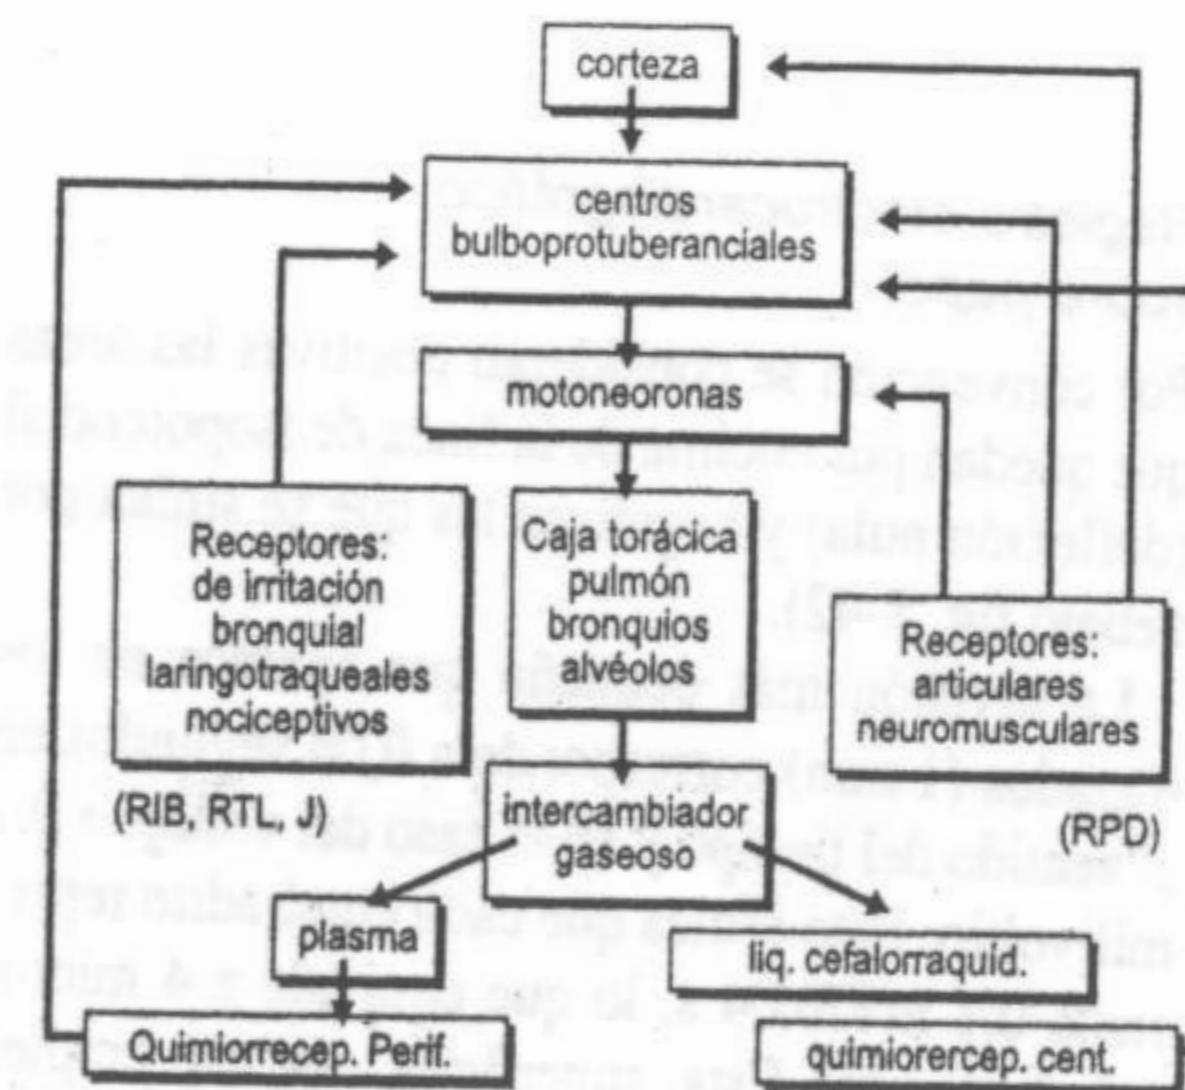 corteza
centros
bulboprotuberanciales
motoneoronas
Receptores:
de irritación
bronquial
laringotraqueales
nociceptivos
(RIB, RTL, J)
Caja torácica
pulmón
bronquios
alvéolos
Receptores:
articulares
neuromusculares
(RPD)
intercambiador
gaseoso
plasma
liq. cefalorraquid.
Quimiorrecep. Perif.
quimiorercep. cent.